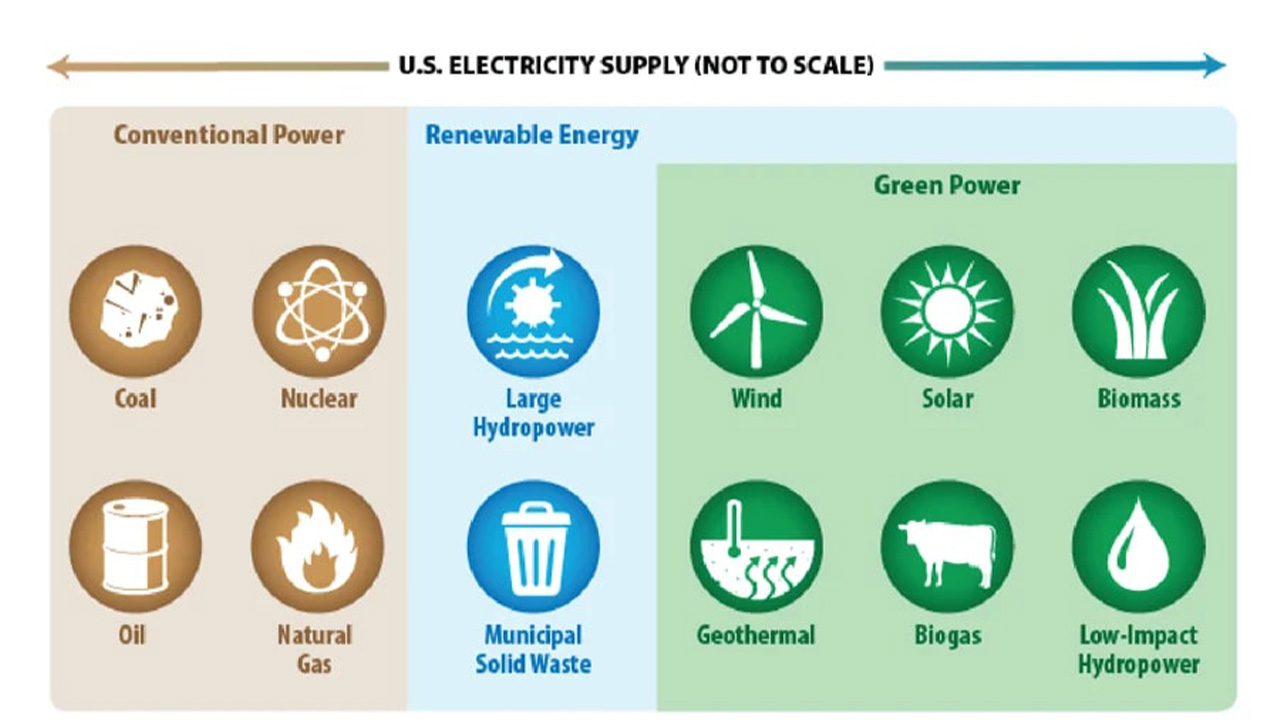 U.S. ELECTRICITY SUPPLY (NOT TO SCALE)
Conventional Power
Renewable Energy
Green Power
Coal
Nuclear
Large
Hydropower
Wind
Solar
Biomass
Oil
Natural
Gas
Municipal
Solid Waste
Geothermal
Biogas
Low-Impact
Hydropower